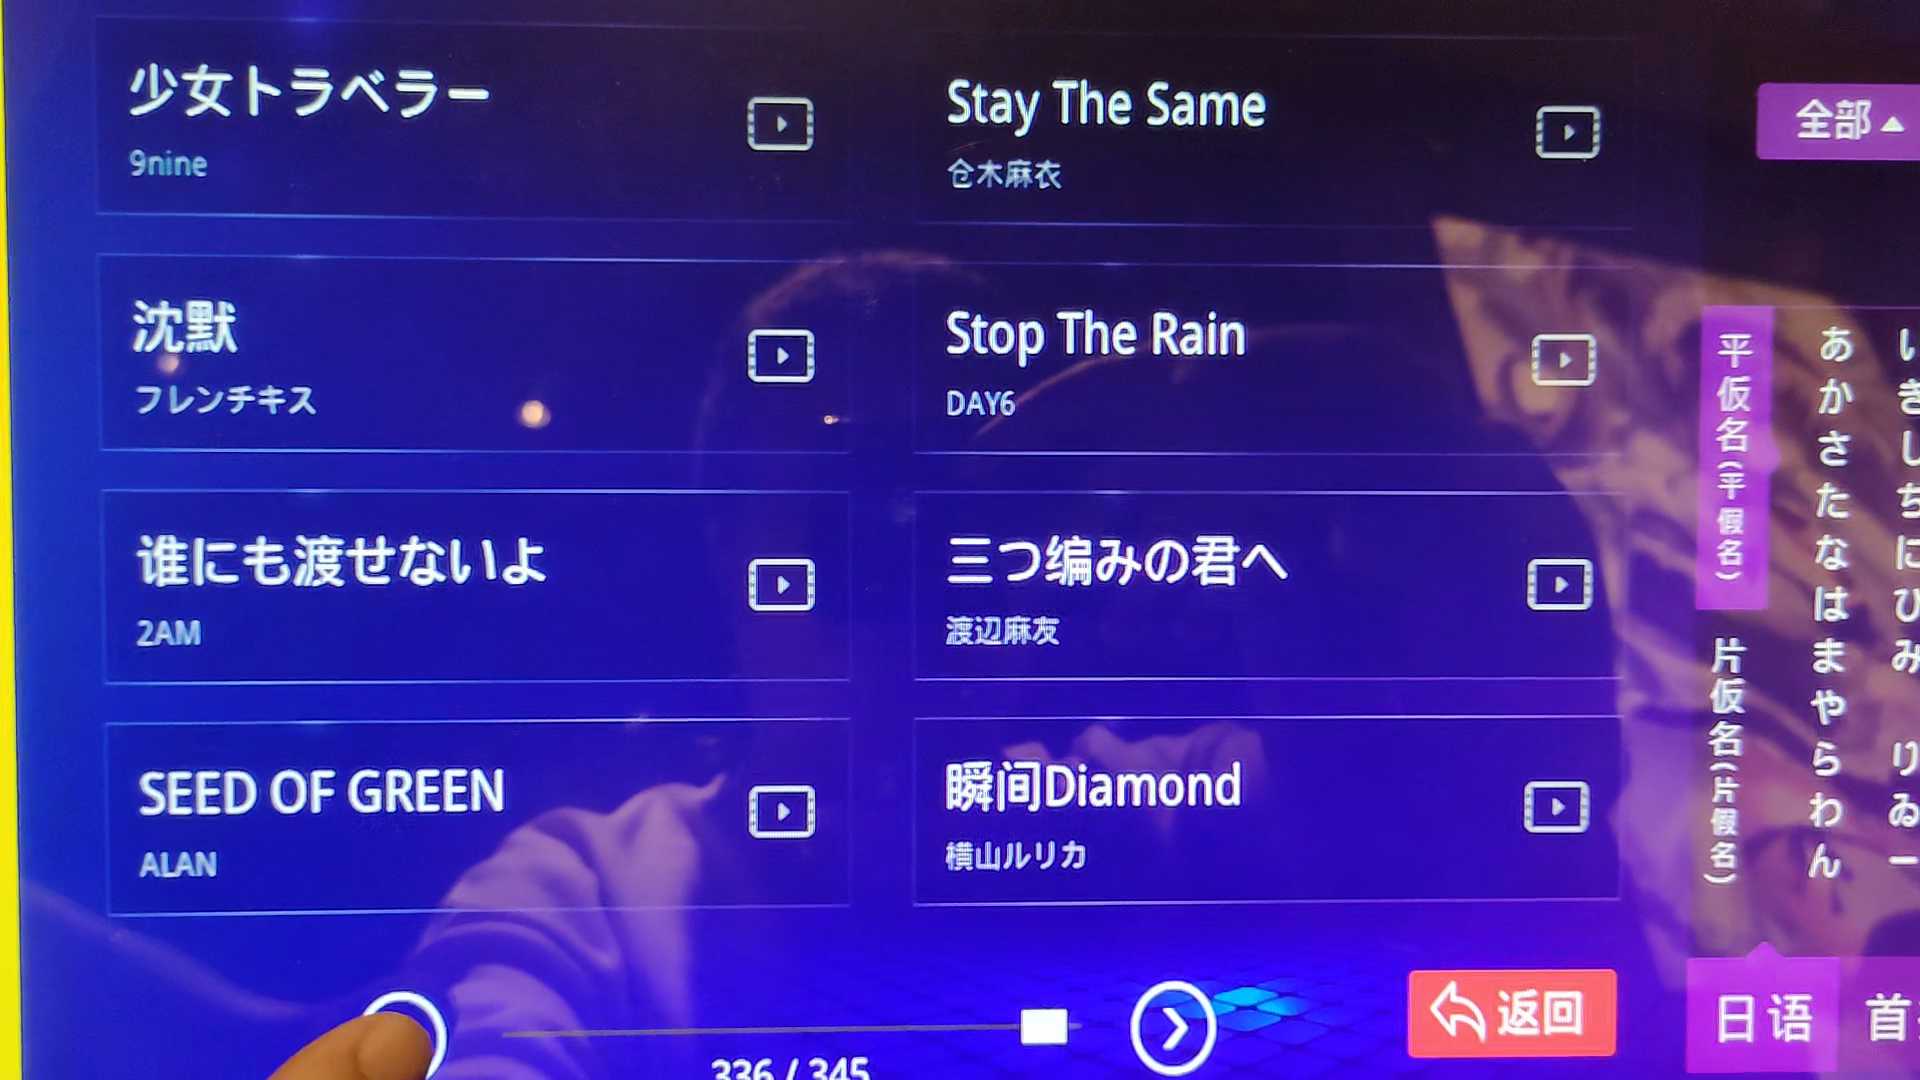 少女トラベラー
9nine
Stay The Same
仓木麻衣
沈默
フレンチキス
Stop The Rain
DAY6
谁にも渡せないよ
2AM
三つ编みの君へ
渡辺麻友
SEED OF GREEN
ALAN
瞬间Diamond
横山ルリカ
336 / 345
返回
全部
平仮名(平假名)
片仮名(片假名)
あかさたなはまやらわん
いきしちにひみ りゐー
日语
首